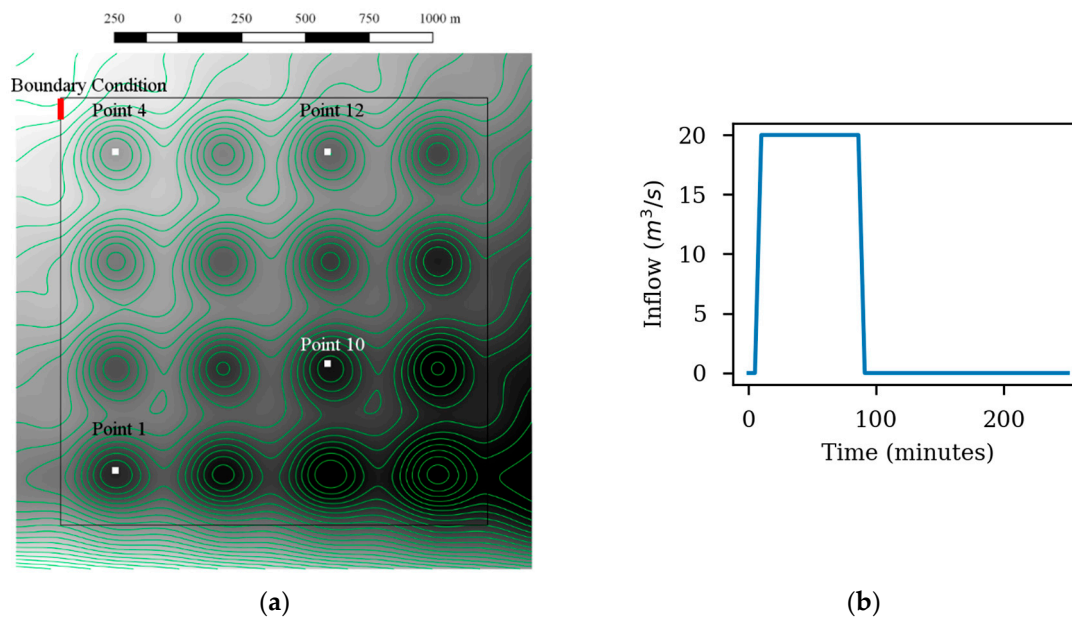 250 0 250 500 750 1000 m
Boundary Condition
Point 4 Point 12
Point 10
Point 1
(a)
20
15
10
5
0
Inflow (m³/s)
0 100 200
Time (minutes)
(b)